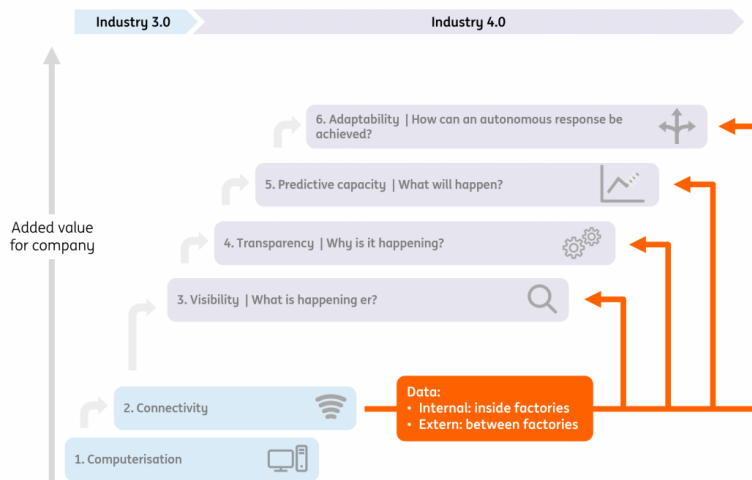 Industry 3.0
Industry 4.0
6. Adaptability | How can an autonomous response be
achieved?
5. Predictive capacity | What will happen?
Added value
for company
4. Transparency | Why is it happening?
3. Visibility | What is happening er?
2. Connectivity
Data:
• Internal: inside factories
• Extern: between factories
1. Computerisation